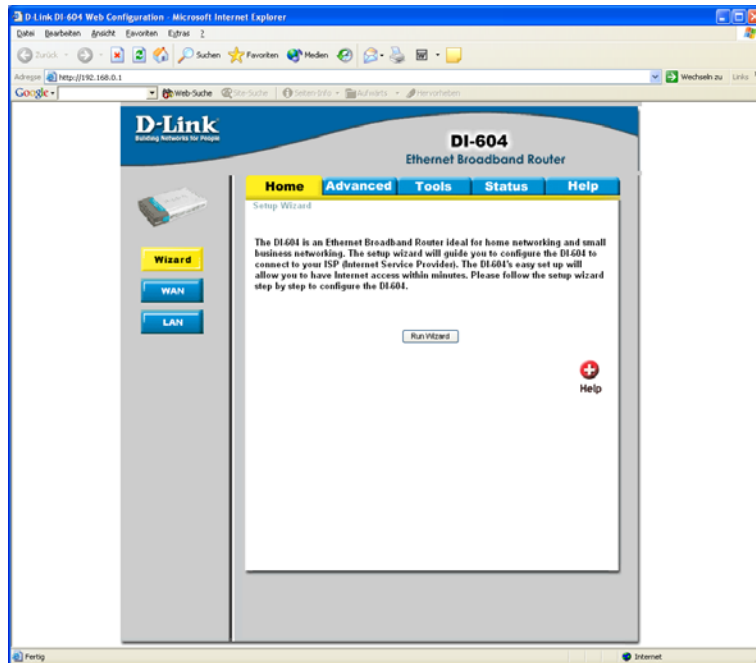 D-Link DI-604 Web Configuration - Microsoft Internet Explorer
Datei Bearbeiten Ansicht Favoriten Extras ?
Zurück Suchen Favoriten Medien
Adresse http://192.168.0.1 Wechseln zu Links
Google Web-Suche Site-Suche Seiten-Info Aufwärts Hervorheben
D-Link
Building Networks for People
DI-604
Ethernet Broadband Router
Home Advanced Tools Status Help
Setup Wizard
The DI-604 is an Ethernet Broadband Router ideal for home networking and small
business networking. The setup wizard will guide you to configure the DI-604 to
connect to your ISP (Internet Service Provider). The DI-604's easy set up will
allow you to have Internet access within minutes. Please follow the setup wizard
step by step to configure the DI-604.
Wizard
WAN
LAN
Run Wizard
Help
Fertig Internet